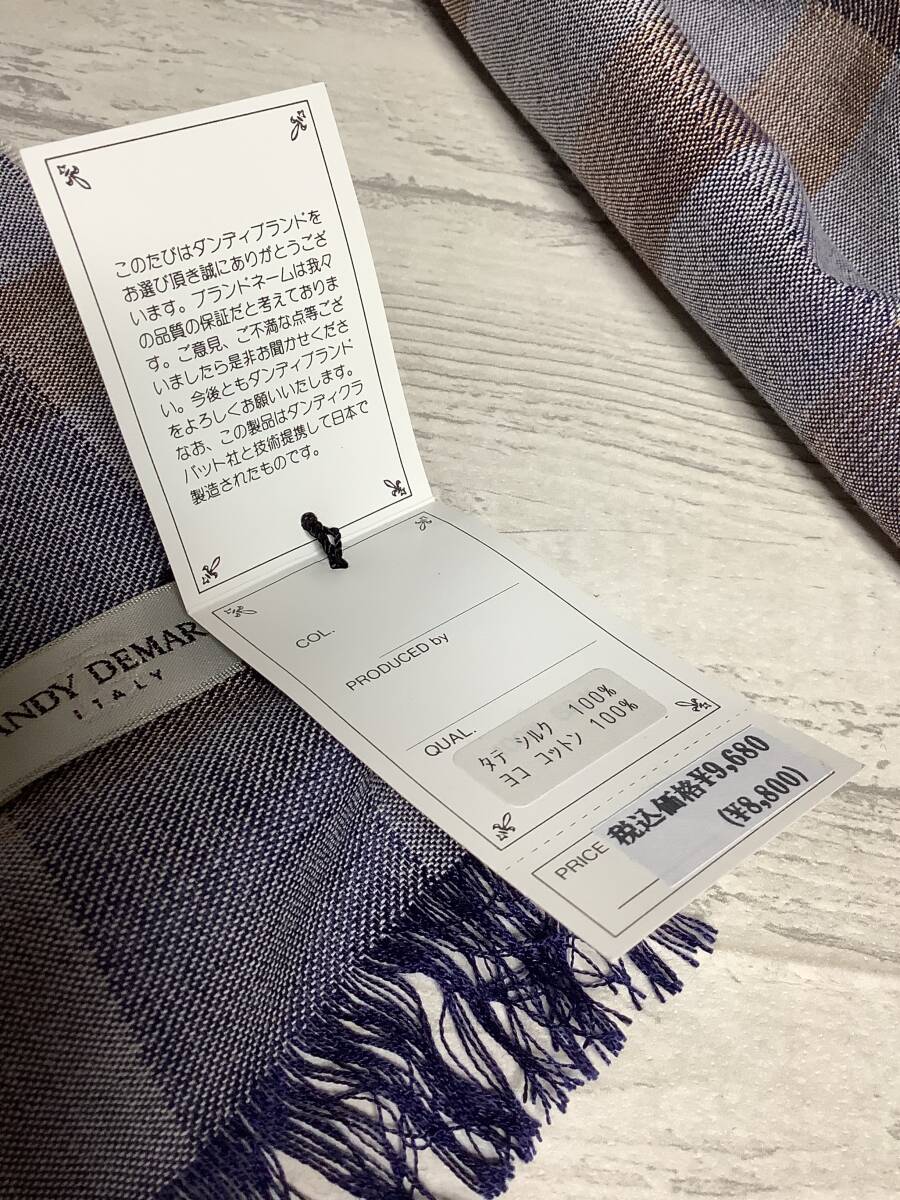 このたびはダンディブランドを
お選び頂き誠にありがとうござ
います。ブランドネームは我々
の品質の保証だと考えておりま
す。ご意見、ご不満な点等ござ
いましたら是非お聞かせくださ
い。今後ともダンディブランド
をよろしくお願いいたします。
なお、この製品はダンディクラ
バット社と技術提携して日本で
製造されたものです。
COL.
PRODUCED by
QUAL.
タテ シルク 100%
ヨコ コットン 100%
PRICE
税込価格¥9,680
(¥8,800)
ANDY DEMAR
ITALY